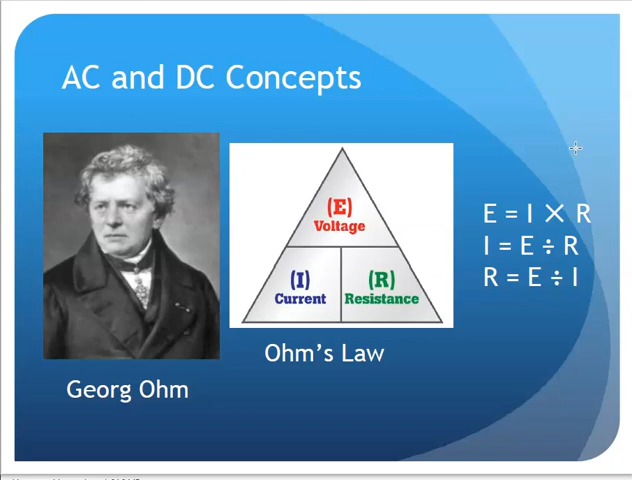 AC and DC Concepts
(E)
Voltage
(I)
Current
(R)
Resistance
E = I × R
I = E ÷ R
R = E ÷ I
Ohm's Law
Georg Ohm